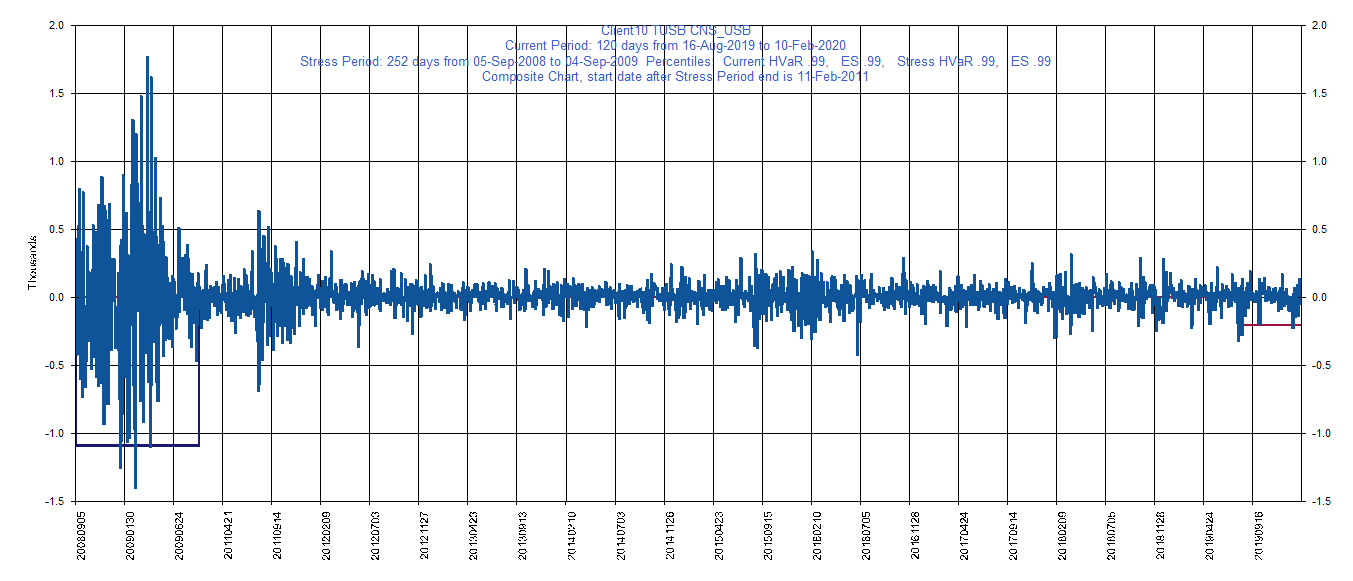 Client10 TUSB CNS_USB
Current Period: 120 days from 16-Aug-2019 to 10-Feb-2020
Stress Period: 252 days from 05-Sep-2008 to 04-Sep-2009 Percentiles: Current HVaR .99, ES .99, Stress HVaR .99, ES .99
Composite Chart, start date after Stress Period end is 11-Feb-2011
2.0 2.0
1.5 1.5
1.0 1.0
0.5 0.5
Thousands
0.0 0.0
-0.5 -0.5
-1.0 -1.0
-1.5 -1.5
20080905 20090130 20090624 20110421 20110914 20120209 20120703 20121127 20130423 20130913 20140210 20140703 20141126 20150423 20150915 20160210 20160705 20161128 20170424 20170914 20180209 20180705 20181128 20190424 20190916